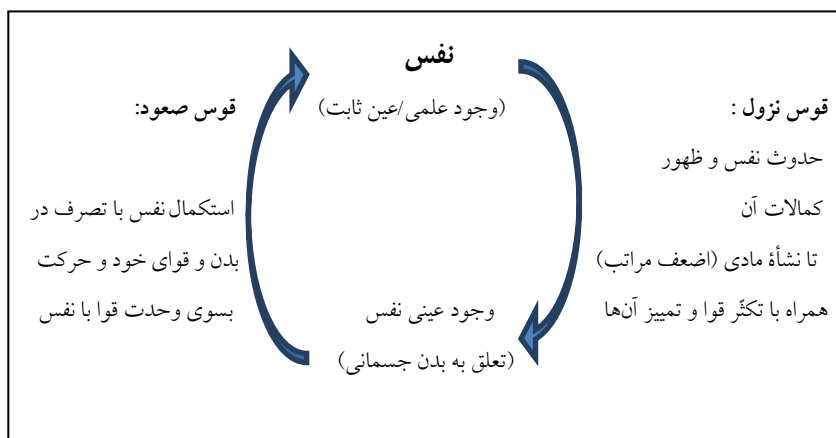 نفس
(وجود علمی/عین ثابت)
قوس نزول :
حدوث نفس و ظهور
کمالات آن
تا نشأۀ مادی (اضعف مراتب)
همراه با تکثّر قوا و تمییز آن‌ها
وجود عینی نفس
(تعلق به بدن جسمانی)
قوس صعود:
استکمال نفس با تصرف در
بدن و قوای خود و حرکت
بسوی وحدت قوا با نفس